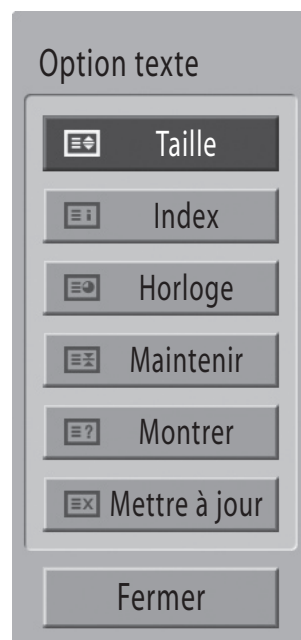 Option texte
Taille
Index
Horloge
Maintenir
Montrer
Mettre à jour
Fermer